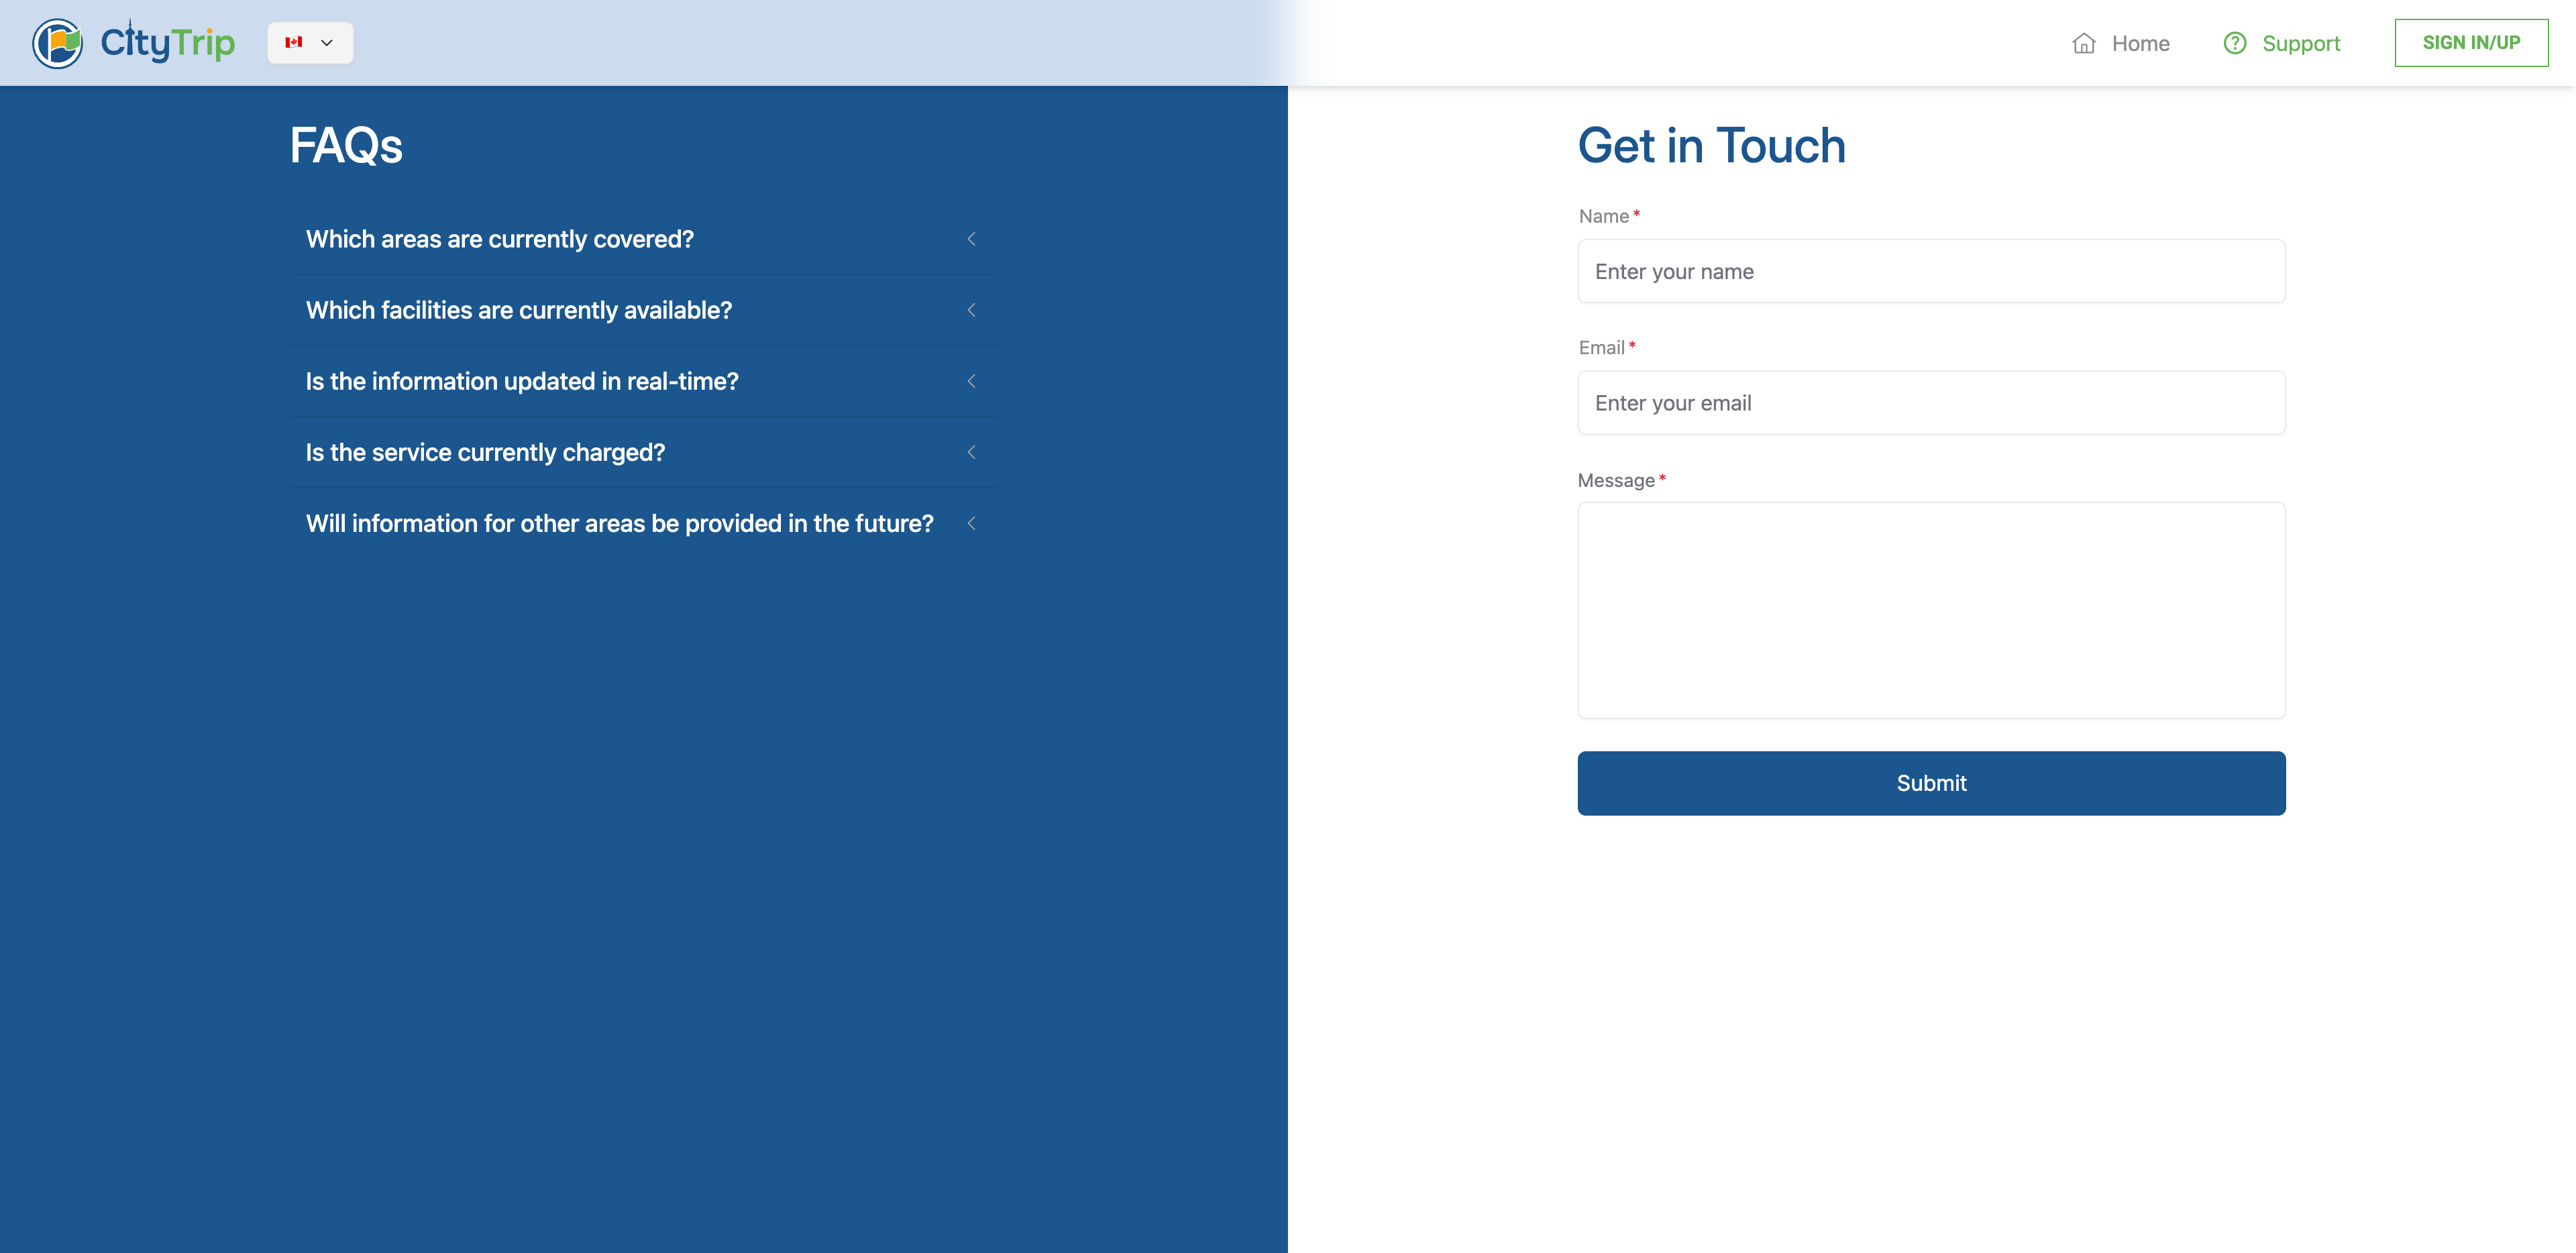 CityTrip
Home
Support
SIGN IN/UP
FAQs
Which areas are currently covered?
Which facilities are currently available?
Is the information updated in real-time?
Is the service currently charged?
Will information for other areas be provided in the future?
Get in Touch
Name *
Enter your name
Email *
Enter your email
Message *
Submit